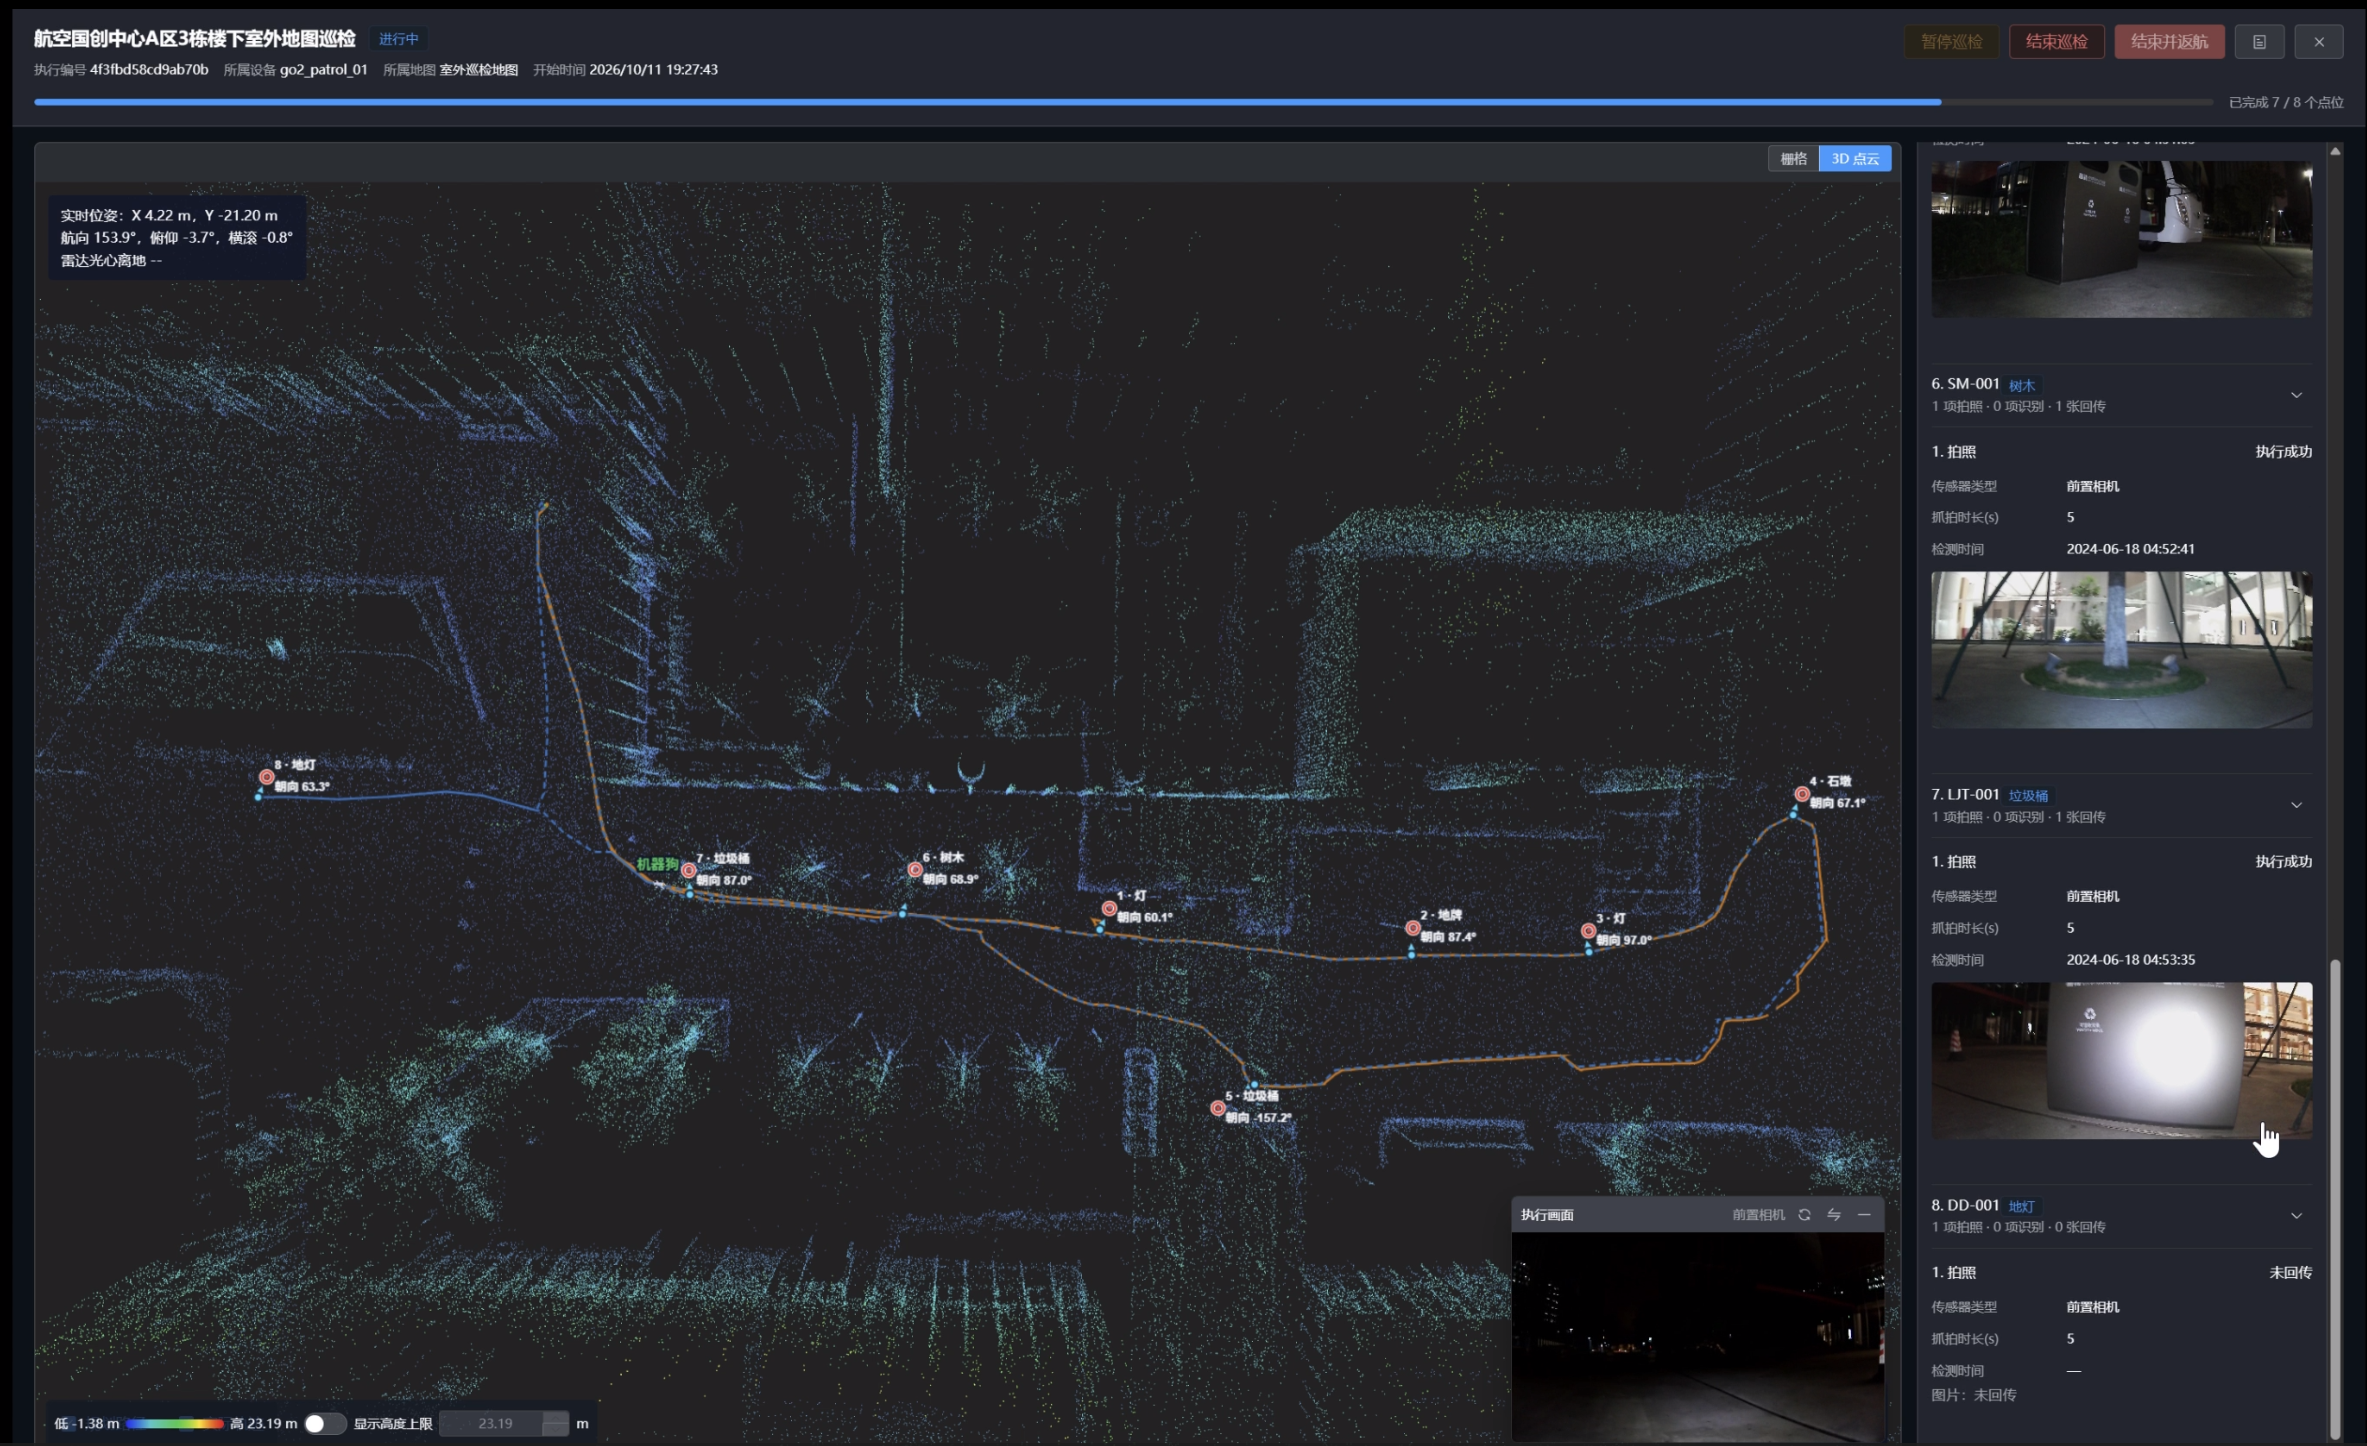 航空国创中心A区3栋楼下室外地图巡检 进行中
暂停巡检 结束巡检 结束并返航
执行编号 4f3fbd58cd9ab70b 所属设备 go2_patrol_01 所属地图 室外巡检地图 开始时间 2026/10/11 19:27:43
已完成 7 / 8 个点位
栅格 3D 点云
实时位姿：X 4.22 m，Y -21.20 m
航向 153.9°，俯仰 -3.7°，横滚 -0.8°
雷达光心离地 --
8 · 地灯
朝向 63.3°
4 · 石墩
朝向 67.1°
机器狗
7 · 垃圾桶
朝向 87.0°
6 · 树木
朝向 68.9°
1 · 灯
朝向 60.1°
2 · 地牌
朝向 87.4°
3 · 灯
朝向 97.0°
5 · 垃圾桶
朝向 -157.2°
执行画面 前置相机
低 -1.38 m 高 23.19 m 显示高度上限 23.19 m
6. SM-001 树木
1 项拍照 · 0 项识别 · 1 张回传
1. 拍照 执行成功
传感器类型 前置相机
抓拍时长(s) 5
检测时间 2024-06-18 04:52:41
7. LJT-001 垃圾桶
1 项拍照 · 0 项识别 · 1 张回传
1. 拍照 执行成功
传感器类型 前置相机
抓拍时长(s) 5
检测时间 2024-06-18 04:53:35
8. DD-001 地灯
1 项拍照 · 0 项识别 · 0 张回传
1. 拍照 未回传
传感器类型 前置相机
抓拍时长(s) 5
检测时间 —
图片：未回传